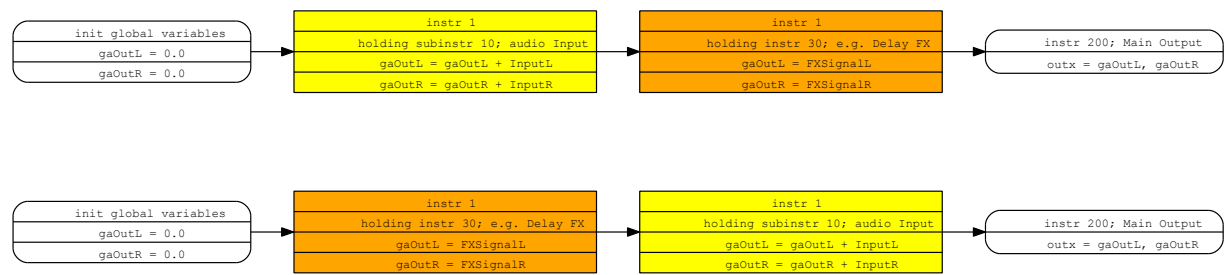 init global variables
gaOutL = 0.0
gaOutR = 0.0
instr 1
holding subinstr 10; audio Input
gaOutL = gaOutL + InputL
gaOutR = gaOutR + InputR
instr 1
holding instr 30; e.g. Delay FX
gaOutL = FXSignalL
gaOutR = FXSignalR
instr 200; Main Output
outx = gaOutL, gaOutR
init global variables
gaOutL = 0.0
gaOutR = 0.0
instr 1
holding instr 30; e.g. Delay FX
gaOutL = FXSignalL
gaOutR = FXSignalR
instr 1
holding subinstr 10; audio Input
gaOutL = gaOutL + InputL
gaOutR = gaOutR + InputR
instr 200; Main Output
outx = gaOutL, gaOutR